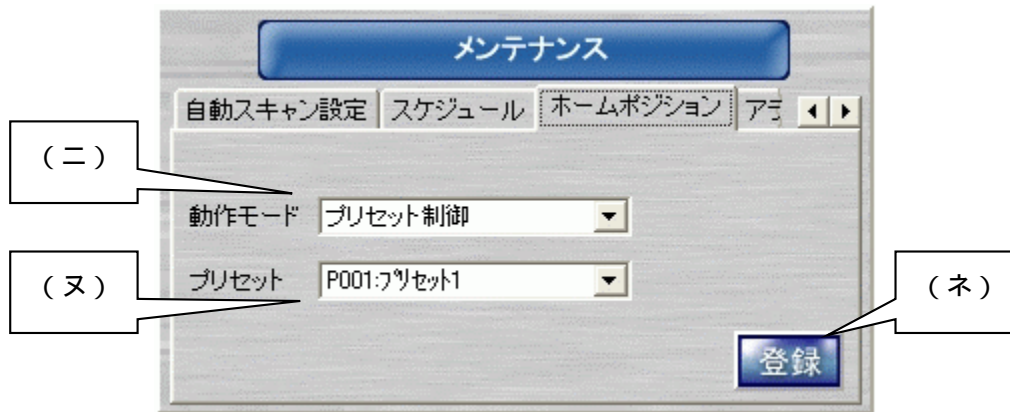 メンテナンス
自動スキャン設定 スケジュール ホームポジション アラ
(ニ)
動作モード プリセット制御
(ヌ)
プリセット P001:プリセット1
(ネ)
登録